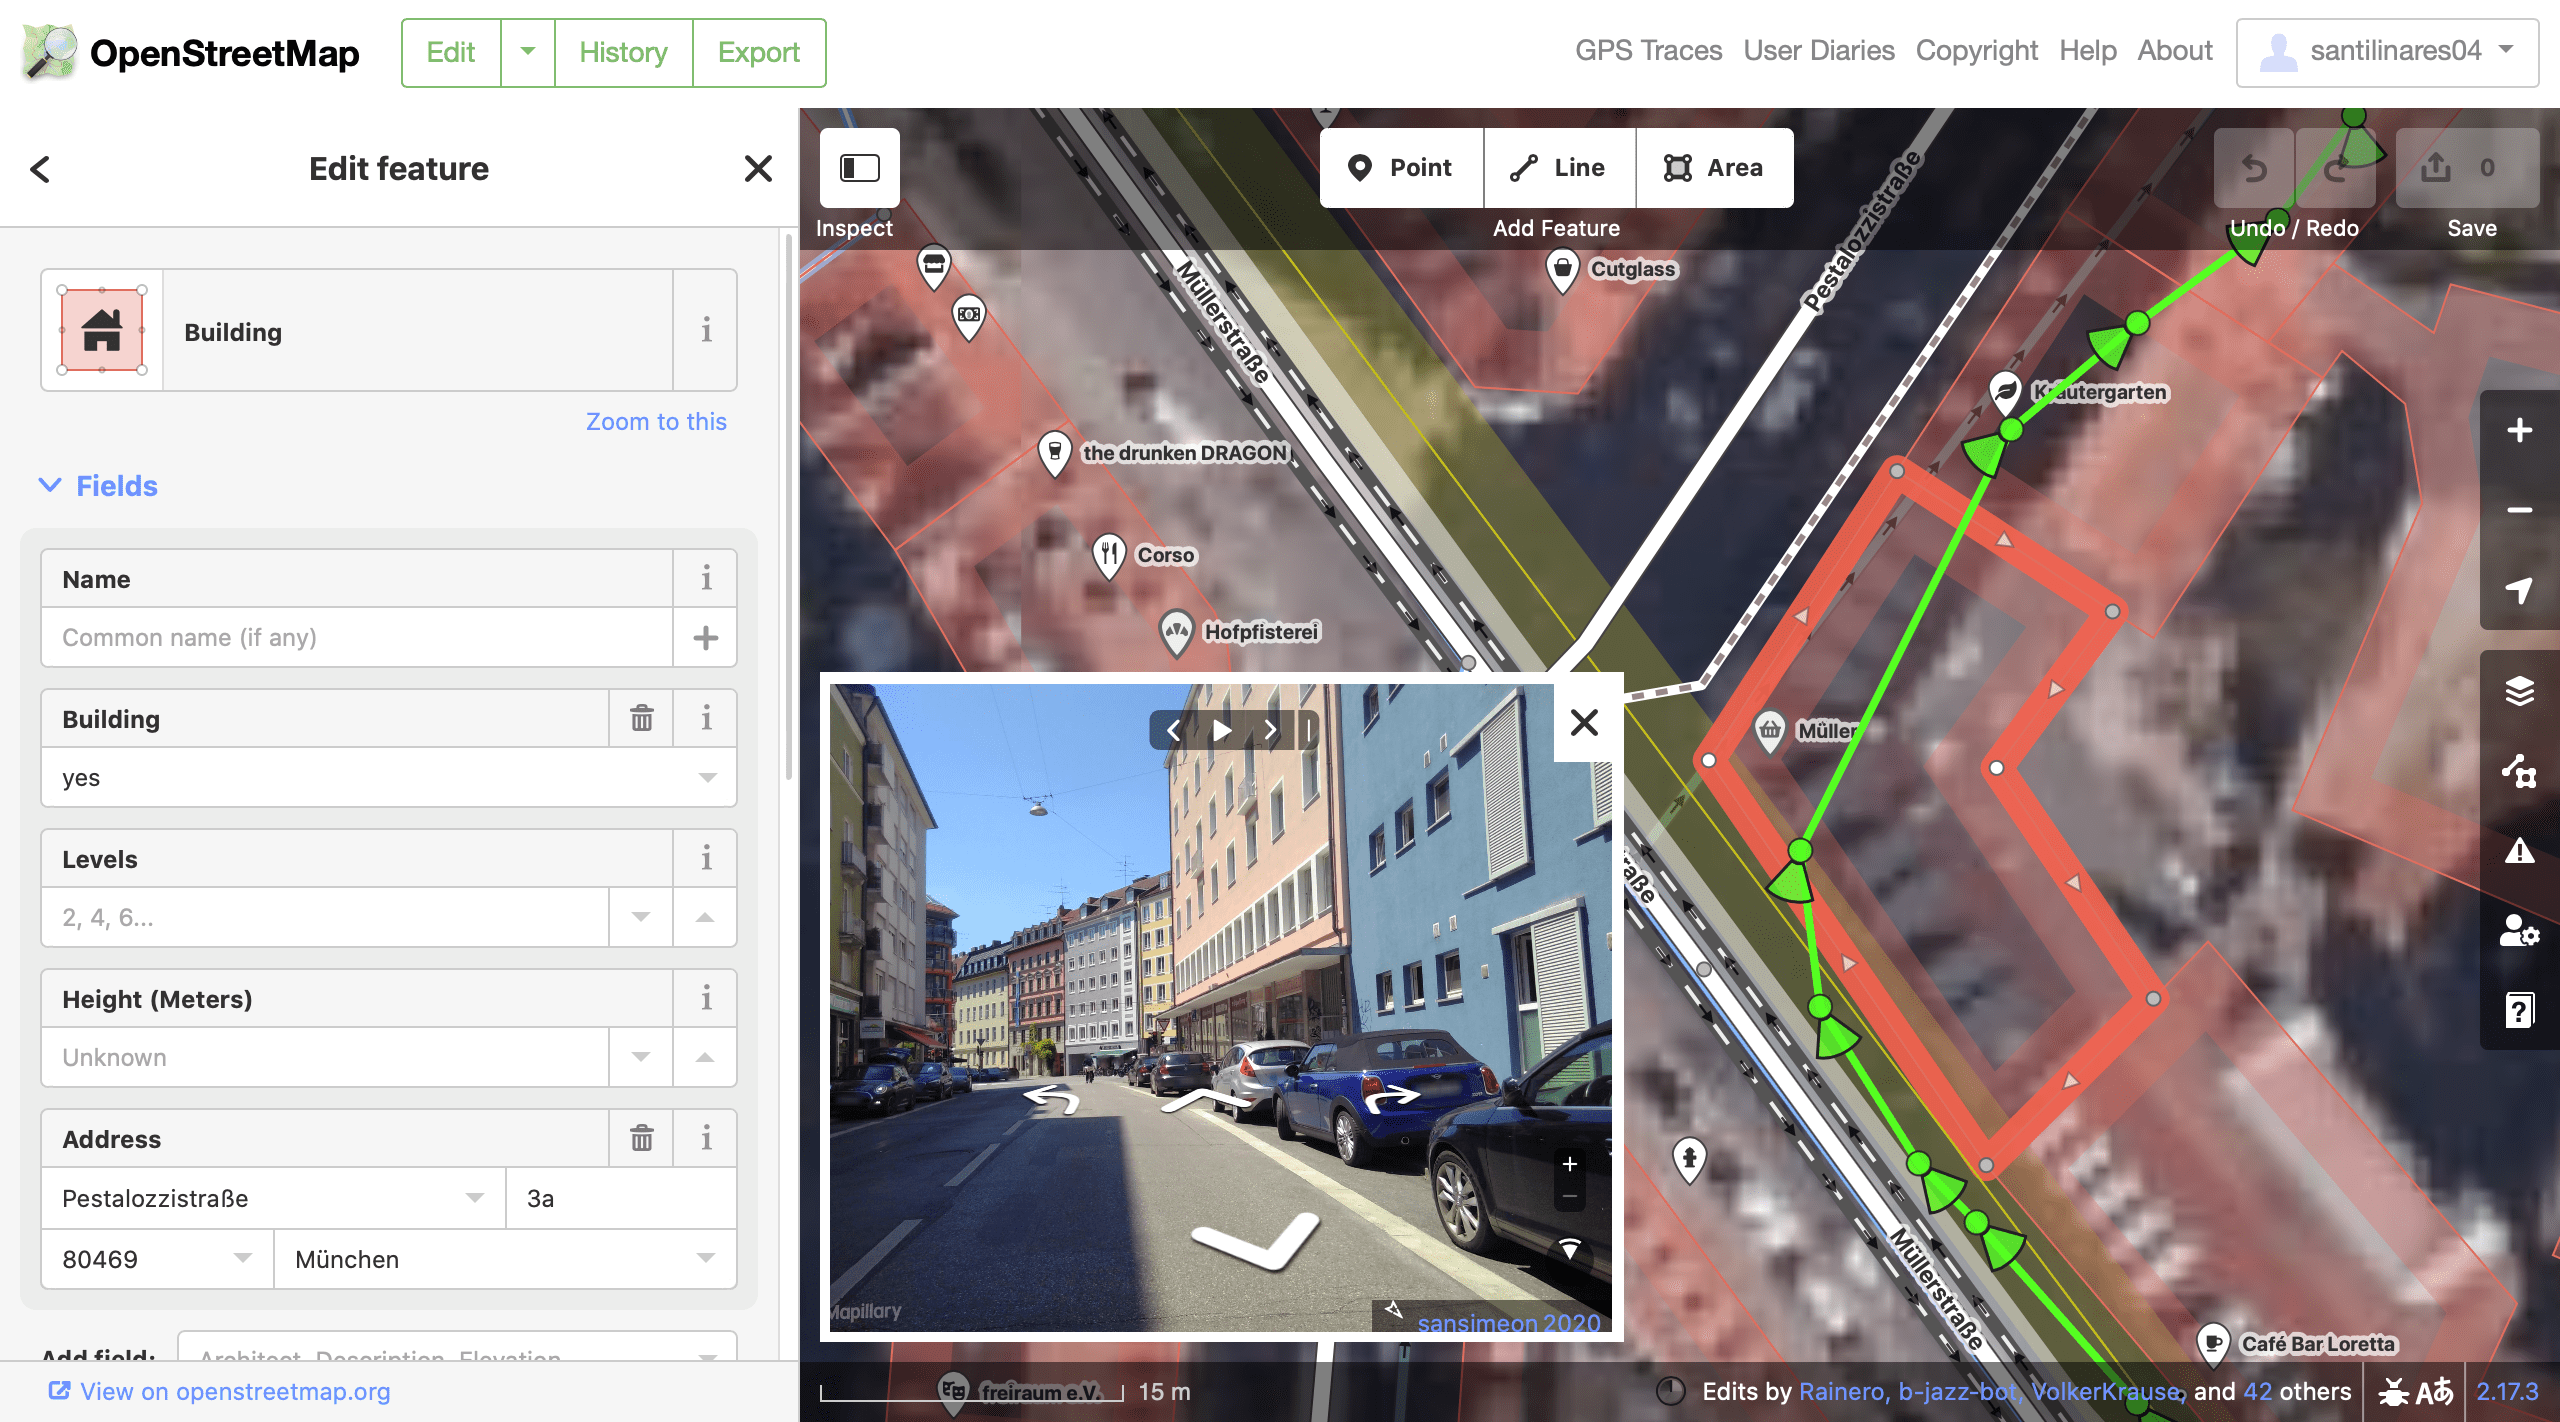 OpenStreetMap
Edit
History
Export
GPS Traces
User Diaries
Copyright
Help
About
santilinares04
Edit feature
Building
Zoom to this
Fields
Name
Common name (if any)
Building
yes
Levels
2, 4, 6...
Height (Meters)
Unknown
Address
Pestalozzistraße
3a
80469
München
Add field:
Architect, Description, Elevation
View on openstreetmap.org
Inspect
Point
Line
Area
Add Feature
Undo / Redo
0
Save
Müllerstraße
Pestalozzistraße
Cutglass
Kräutergarten
the drunken DRAGON
Corso
Hofpfisterei
Müller
Mapillary
sansimeon 2020
raße
Müllerstraße
Café Bar Loretta
freiraum e.V.
15 m
Edits by Rainero, b-jazz-bot, VolkerKrause, and 42 others
2.17.3